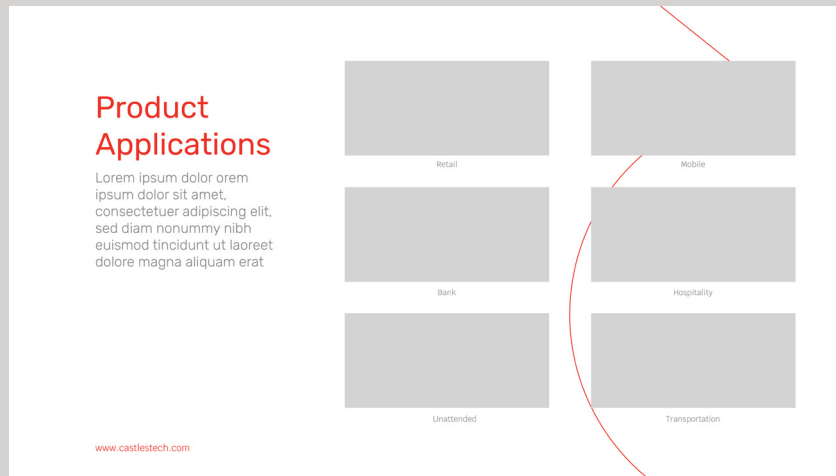 Product
Applications
Lorem ipsum dolor orem
ipsum dolor sit amet,
consectetuer adipiscing elit,
sed diam nonummy nibh
euismod tincidunt ut laoreet
dolore magna aliquam erat
Retail
Mobile
Bank
Hospitality
Unattended
Transportation
www.castlestech.com